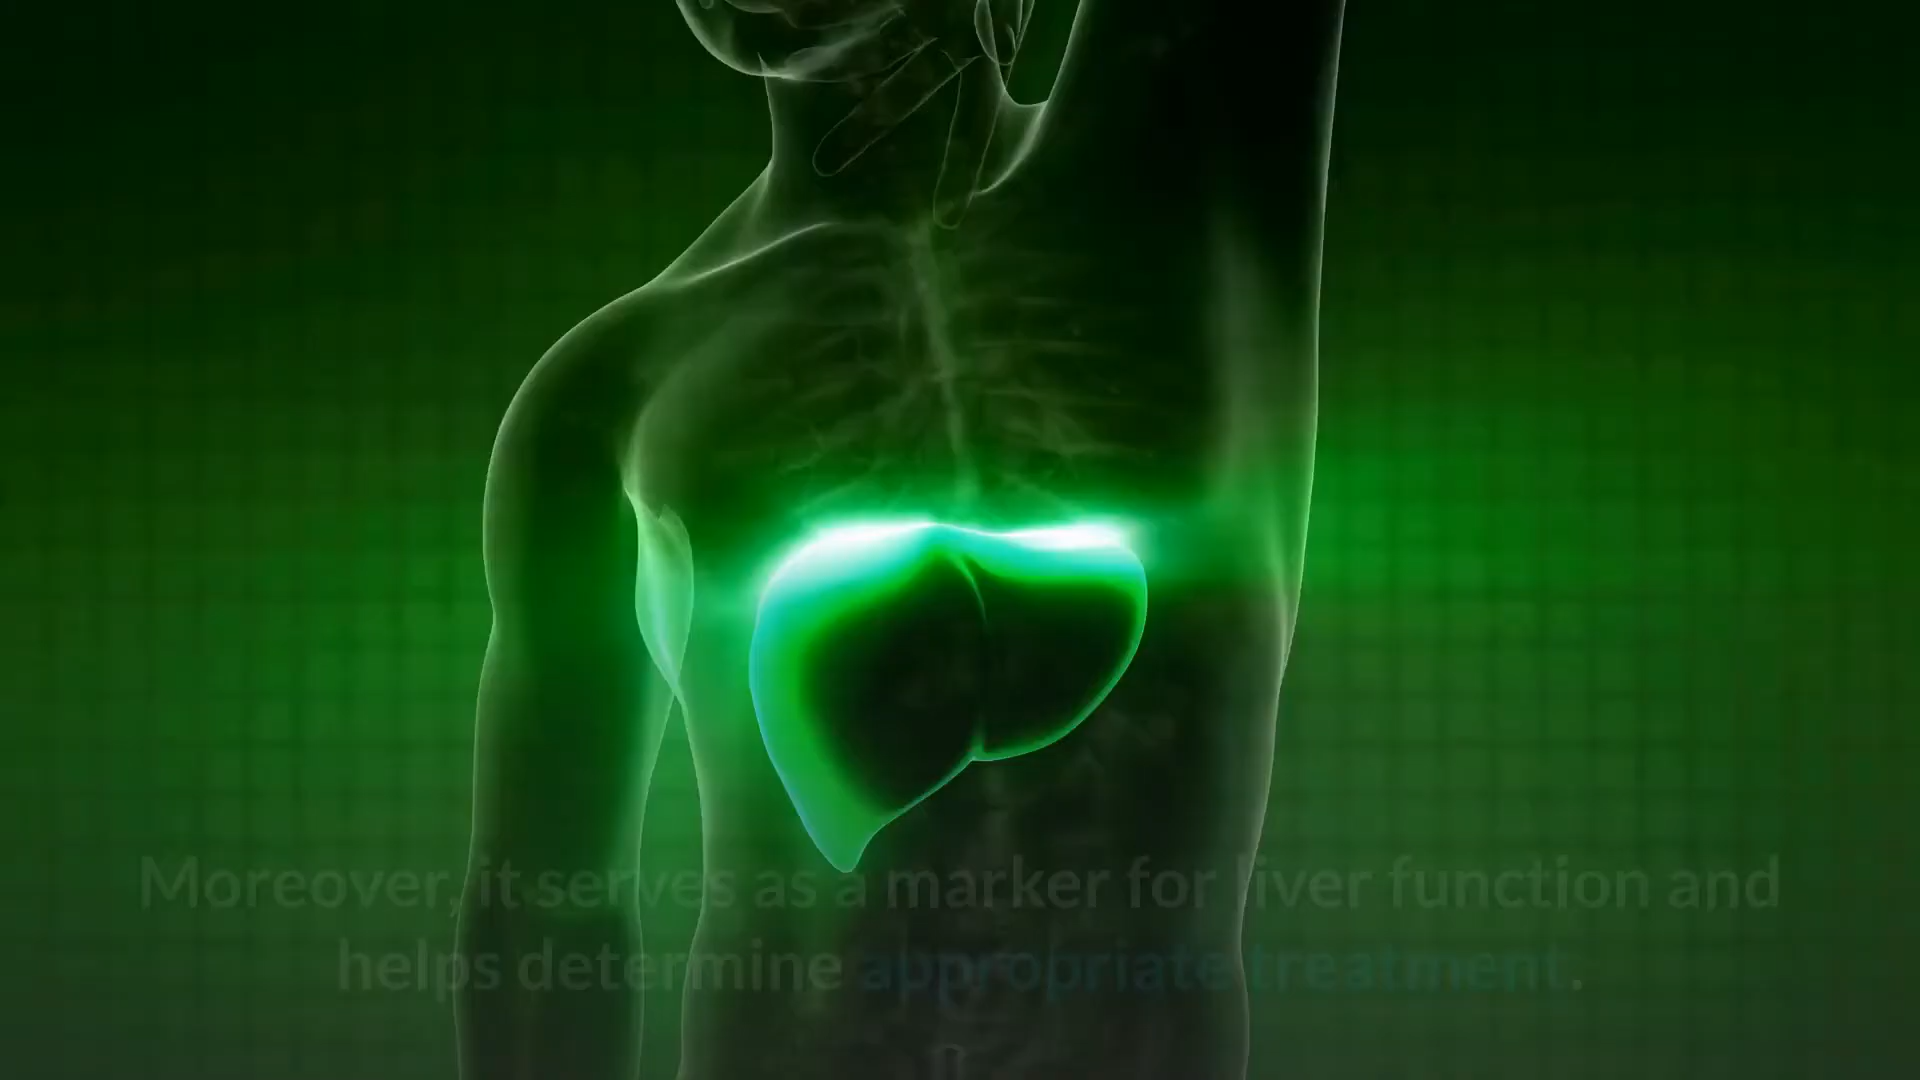 Moreover, it serves as a marker for liver function and
helps determine appropriate treatment.